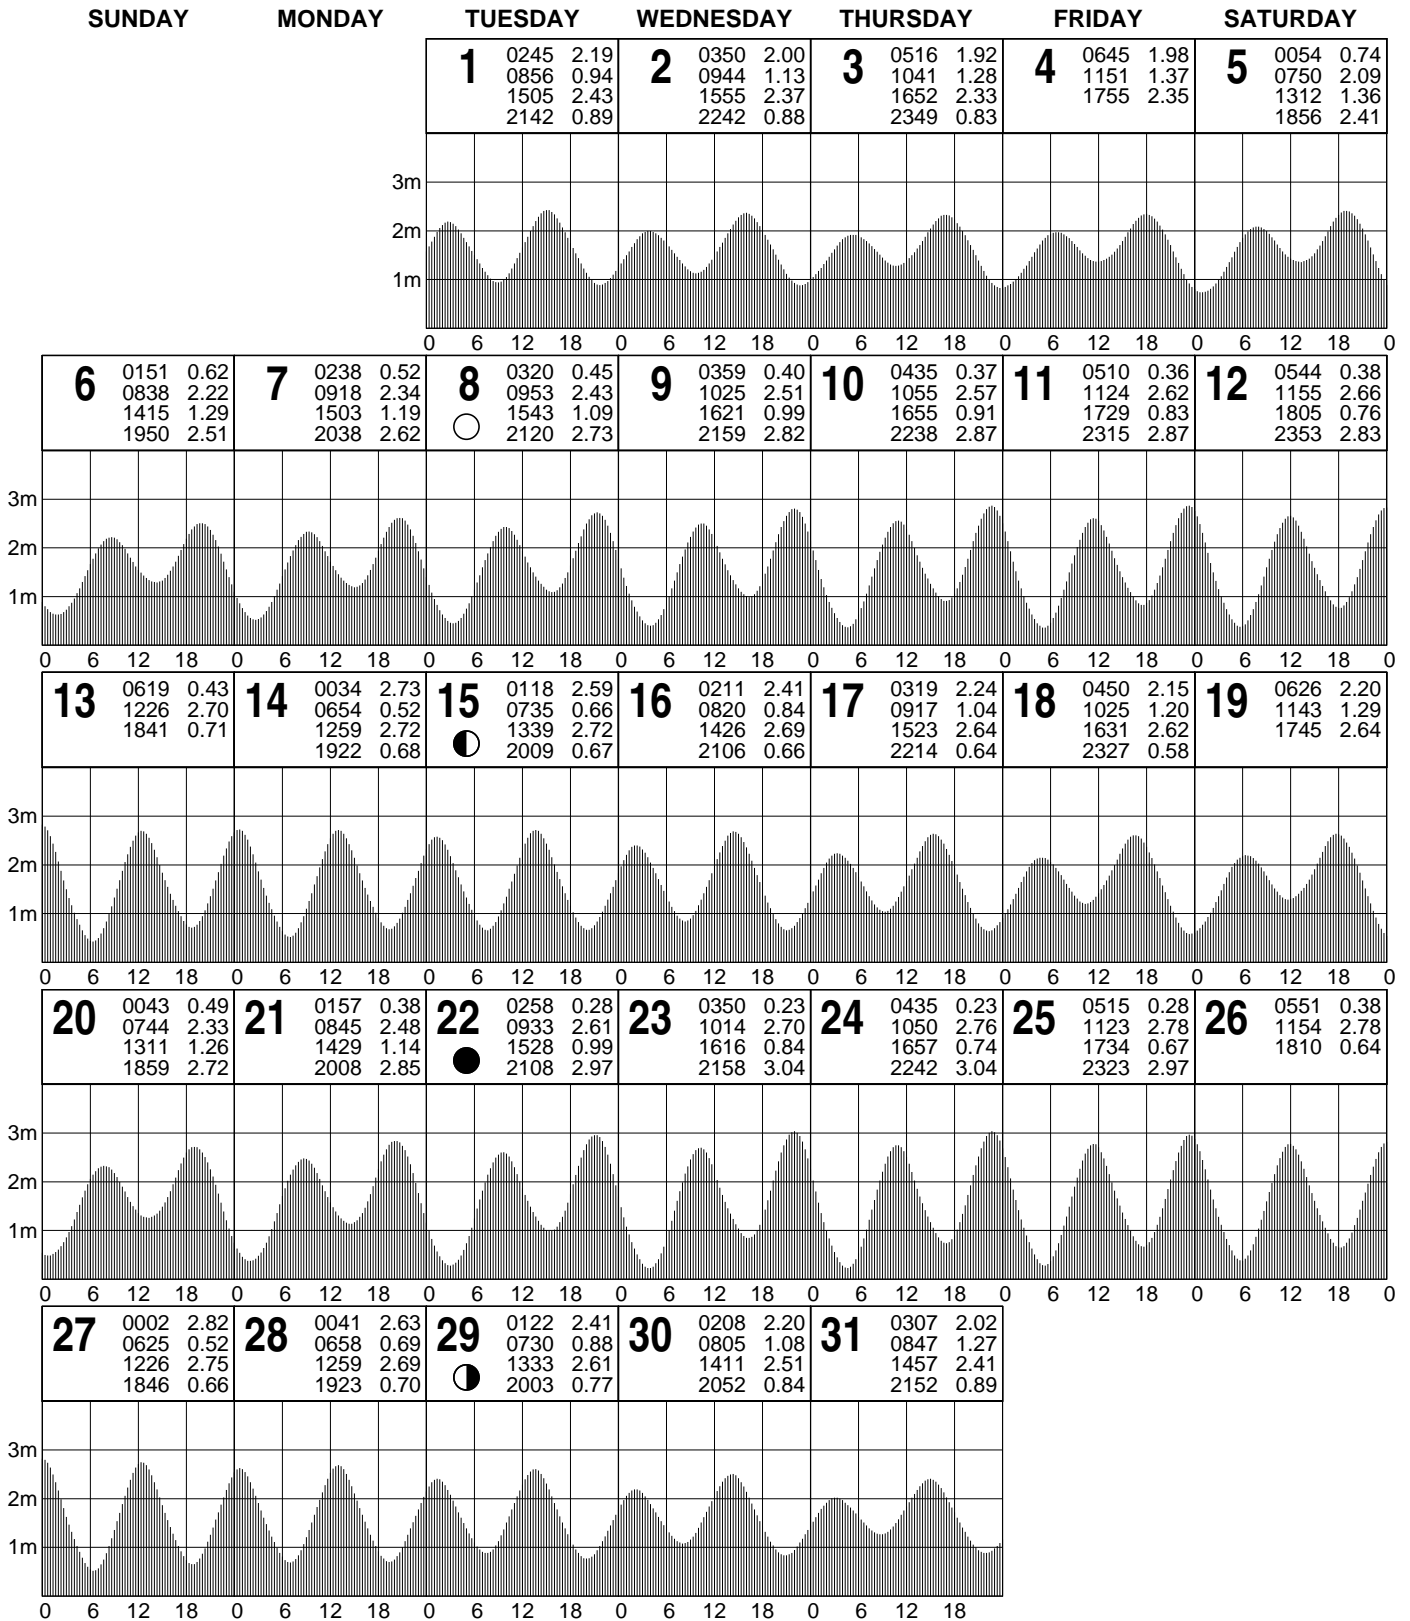 SUNDAY MONDAY TUESDAY WEDNESDAY THURSDAY FRIDAY SATURDAY
1 0245 2.19 2 0350 2.00 3 0516 1.92 4 0645 1.98 5 0054 0.74
0856 0.94 0944 1.13 1041 1.28 1151 1.37 0750 2.09
1505 2.43 1555 2.37 1652 2.33 1755 2.35 1312 1.36
2142 0.89 2242 0.88 2349 0.83 1856 2.41
3m
2m
1m
0 6 12 18 0 6 12 18 0 6 12 18 0 6 12 18 0 6 12 18 0
6 0151 0.62 7 0238 0.52 8 0320 0.45 9 0359 0.40 10 0435 0.37 11 0510 0.36 12 0544 0.38
0838 2.22 0918 2.34 0953 2.43 1025 2.51 1055 2.57 1124 2.62 1155 2.66
1415 1.29 1503 1.19 1543 1.09 1621 0.99 1655 0.91 1729 0.83 1805 0.76
1950 2.51 2038 2.62 2120 2.73 2159 2.82 2238 2.87 2315 2.87 2353 2.83
3m
2m
1m
0 6 12 18 0 6 12 18 0 6 12 18 0 6 12 18 0 6 12 18 0 6 12 18 0 6 12 18 0
13 0619 0.43 14 0034 2.73 15 0118 2.59 16 0211 2.41 17 0319 2.24 18 0450 2.15 19 0626 2.20
1226 2.70 0654 0.52 0735 0.66 0820 0.84 0917 1.04 1025 1.20 1143 1.29
1841 0.71 1259 2.72 1339 2.72 1426 2.69 1523 2.64 1631 2.62 1745 2.64
1922 0.68 2009 0.67 2106 0.66 2214 0.64 2327 0.58
3m
2m
1m
0 6 12 18 0 6 12 18 0 6 12 18 0 6 12 18 0 6 12 18 0 6 12 18 0 6 12 18 0
20 0043 0.49 21 0157 0.38 22 0258 0.28 23 0350 0.23 24 0435 0.23 25 0515 0.28 26 0551 0.38
0744 2.33 0845 2.48 0933 2.61 1014 2.70 1050 2.76 1123 2.78 1154 2.78
1311 1.26 1429 1.14 1528 0.99 1616 0.84 1657 0.74 1734 0.67 1810 0.64
1859 2.72 2008 2.85 2108 2.97 2158 3.04 2242 3.04 2323 2.97
3m
2m
1m
0 6 12 18 0 6 12 18 0 6 12 18 0 6 12 18 0 6 12 18 0 6 12 18 0 6 12 18 0
27 0002 2.82 28 0041 2.63 29 0122 2.41 30 0208 2.20 31 0307 2.02
0625 0.52 0658 0.69 0730 0.88 0805 1.08 0847 1.27
1226 2.75 1259 2.69 1333 2.61 1411 2.51 1457 2.41
1846 0.66 1923 0.70 2003 0.77 2052 0.84 2152 0.89
3m
2m
1m
0 6 12 18 0 6 12 18 0 6 12 18 0 6 12 18 0 6 12 18